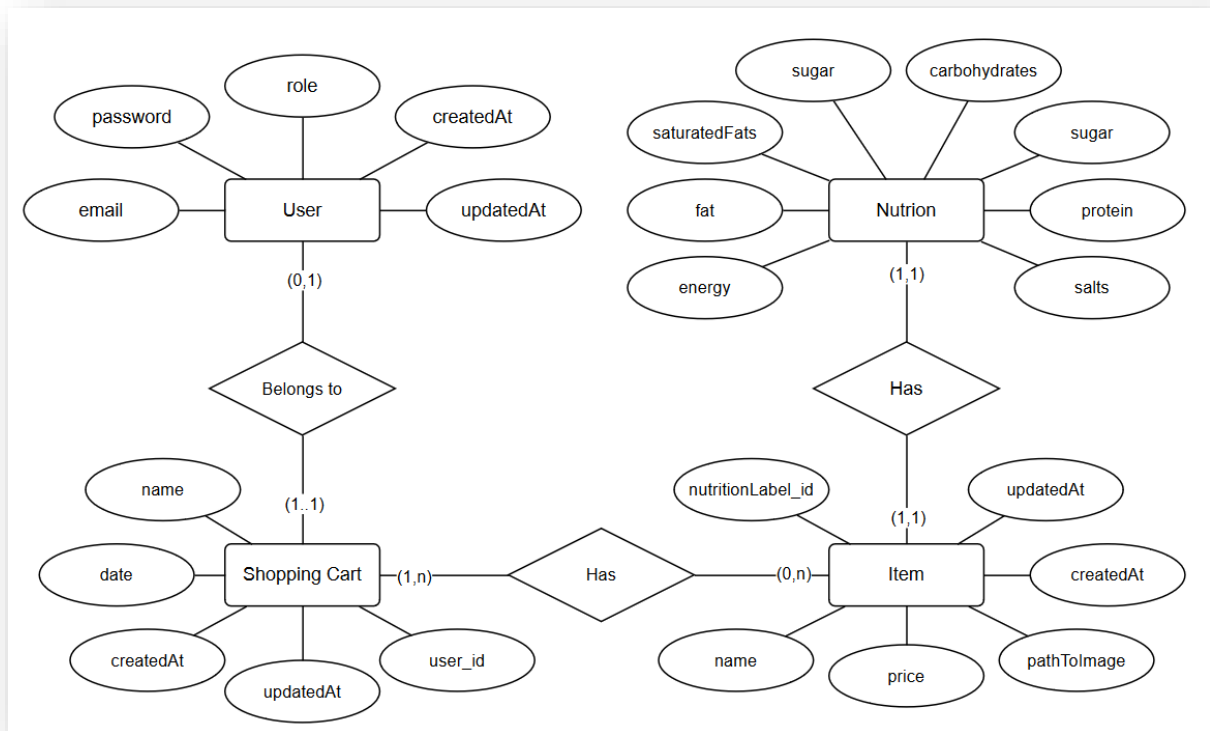 role
password
createdAt
email
User
updatedAt
(0,1)
Belongs to
(1..1)
name
date
Shopping Cart
(1,n)
createdAt
updatedAt
user_id
Has
sugar
carbohydrates
saturatedFats
sugar
fat
Nutrion
protein
energy
salts
(1,1)
Has
(1,1)
nutritionLabel_id
updatedAt
(0,n)
Item
createdAt
name
price
pathToImage